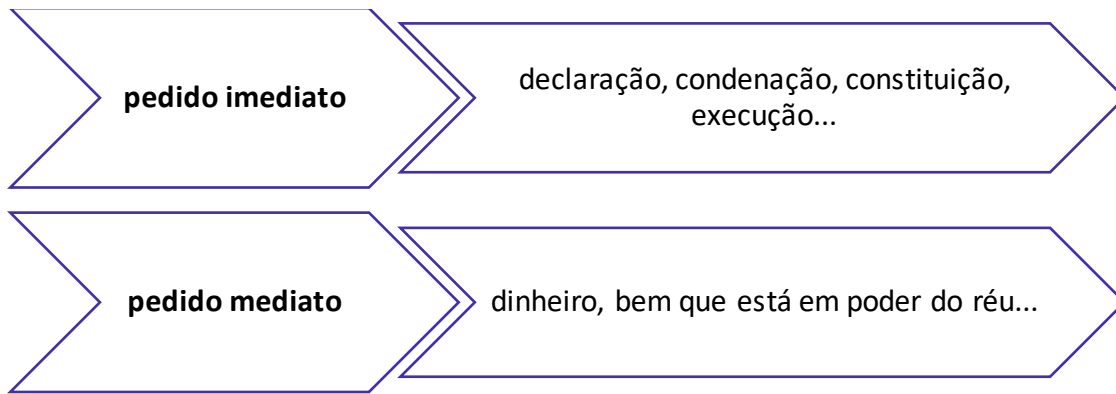 pedido imediato
declaração, condenação, constituição,
execução...
pedido mediato
dinheiro, bem que está em poder do réu...